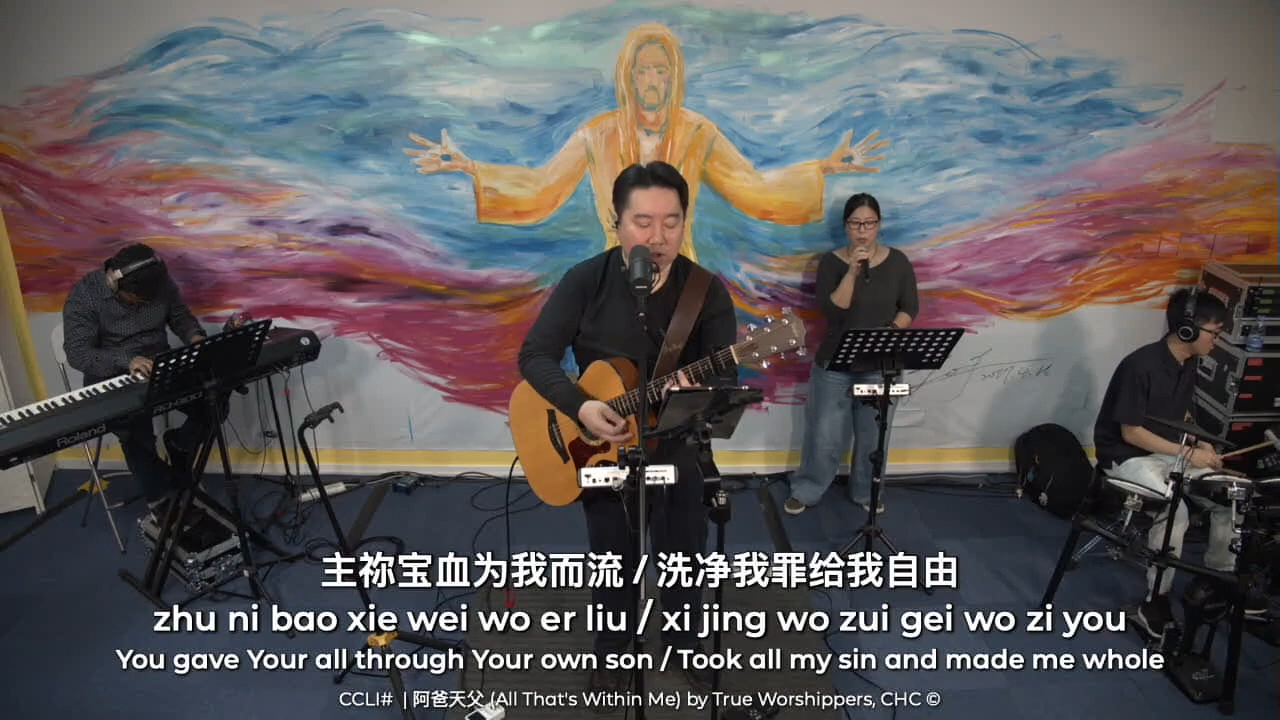 Roland
RD-800
主祢宝血为我而流 / 洗净我罪给我自由
zhu ni bao xie wei wo er liu / xi jing wo zui gei wo zi you
You gave Your all through Your own son / Took all my sin and made me whole
CCLI# | 阿爸天父 (All That's Within Me) by True Worshippers, CHC ©